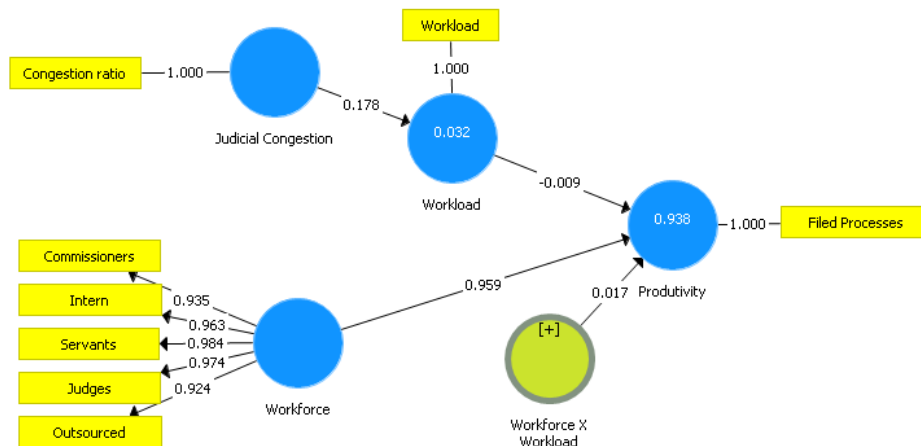 Workload
Congestion ratio
1.000
1.000
0.178
Judicial Congestion
0.032
Workload
-0.009
0.938
1.000
Filed Processes
Produtivity
Commissioners
Intern
Servants
Judges
Outsourced
0.935
0.963
0.984
0.974
0.924
Workforce
0.959
0.017
[+]
Workforce X
Workload